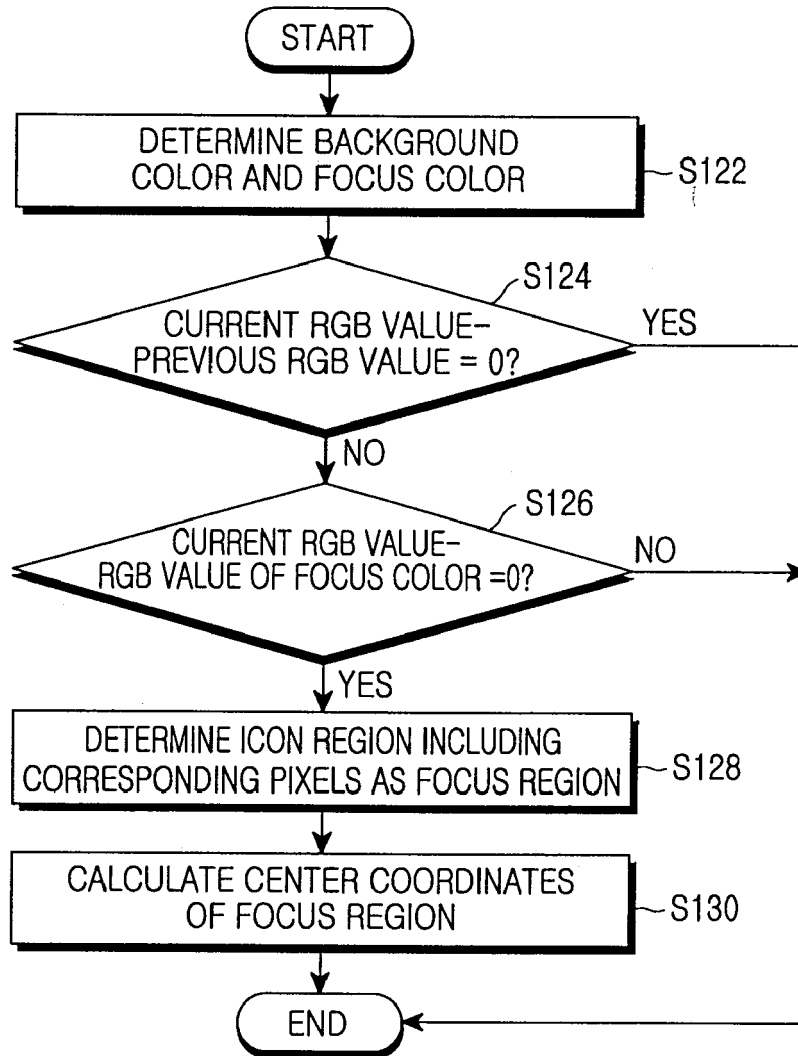 START
DETERMINE BACKGROUND
COLOR AND FOCUS COLOR
S122
S124
CURRENT RGB VALUE-
PREVIOUS RGB VALUE = 0?
YES
NO
S126
CURRENT RGB VALUE-
RGB VALUE OF FOCUS COLOR =0?
NO
YES
DETERMINE ICON REGION INCLUDING
CORRESPONDING PIXELS AS FOCUS REGION
S128
CALCULATE CENTER COORDINATES
OF FOCUS REGION
S130
END